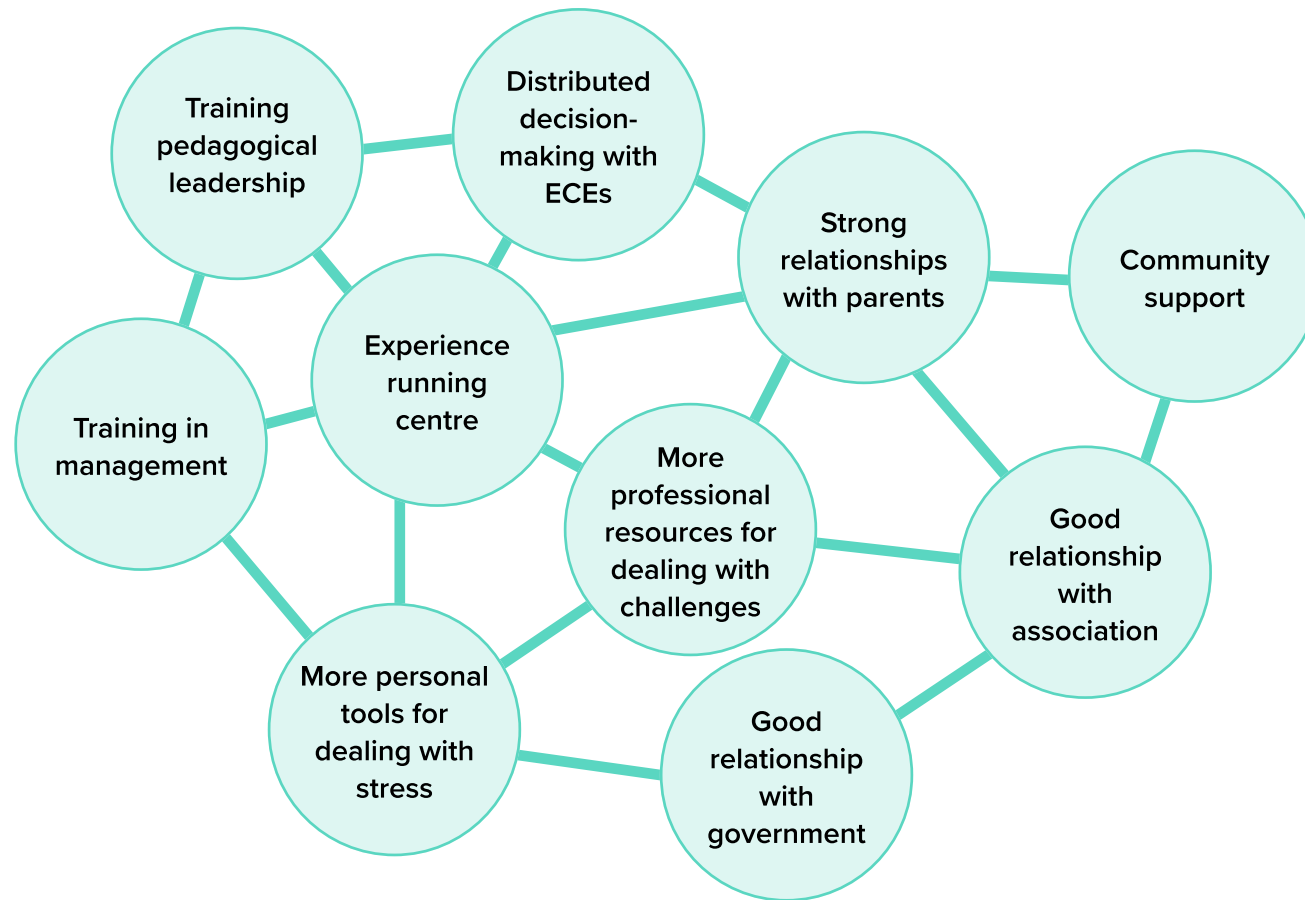 Training
pedagogical
leadership
Distributed
decision-
making with
ECEs
Strong
relationships
with parents
Community
support
Experience
running
centre
Training in
management
More
professional
resources for
dealing with
challenges
Good
relationship
with
association
More personal
tools for
dealing with
stress
Good
relationship
with
government